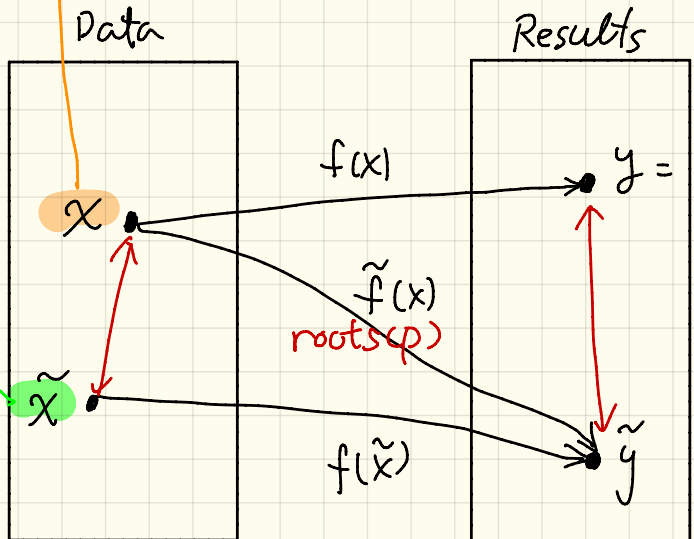 Data
Results
f(x)
y =
x
f̃(x)
roots(p)
x̃
f(x̃)
ỹ